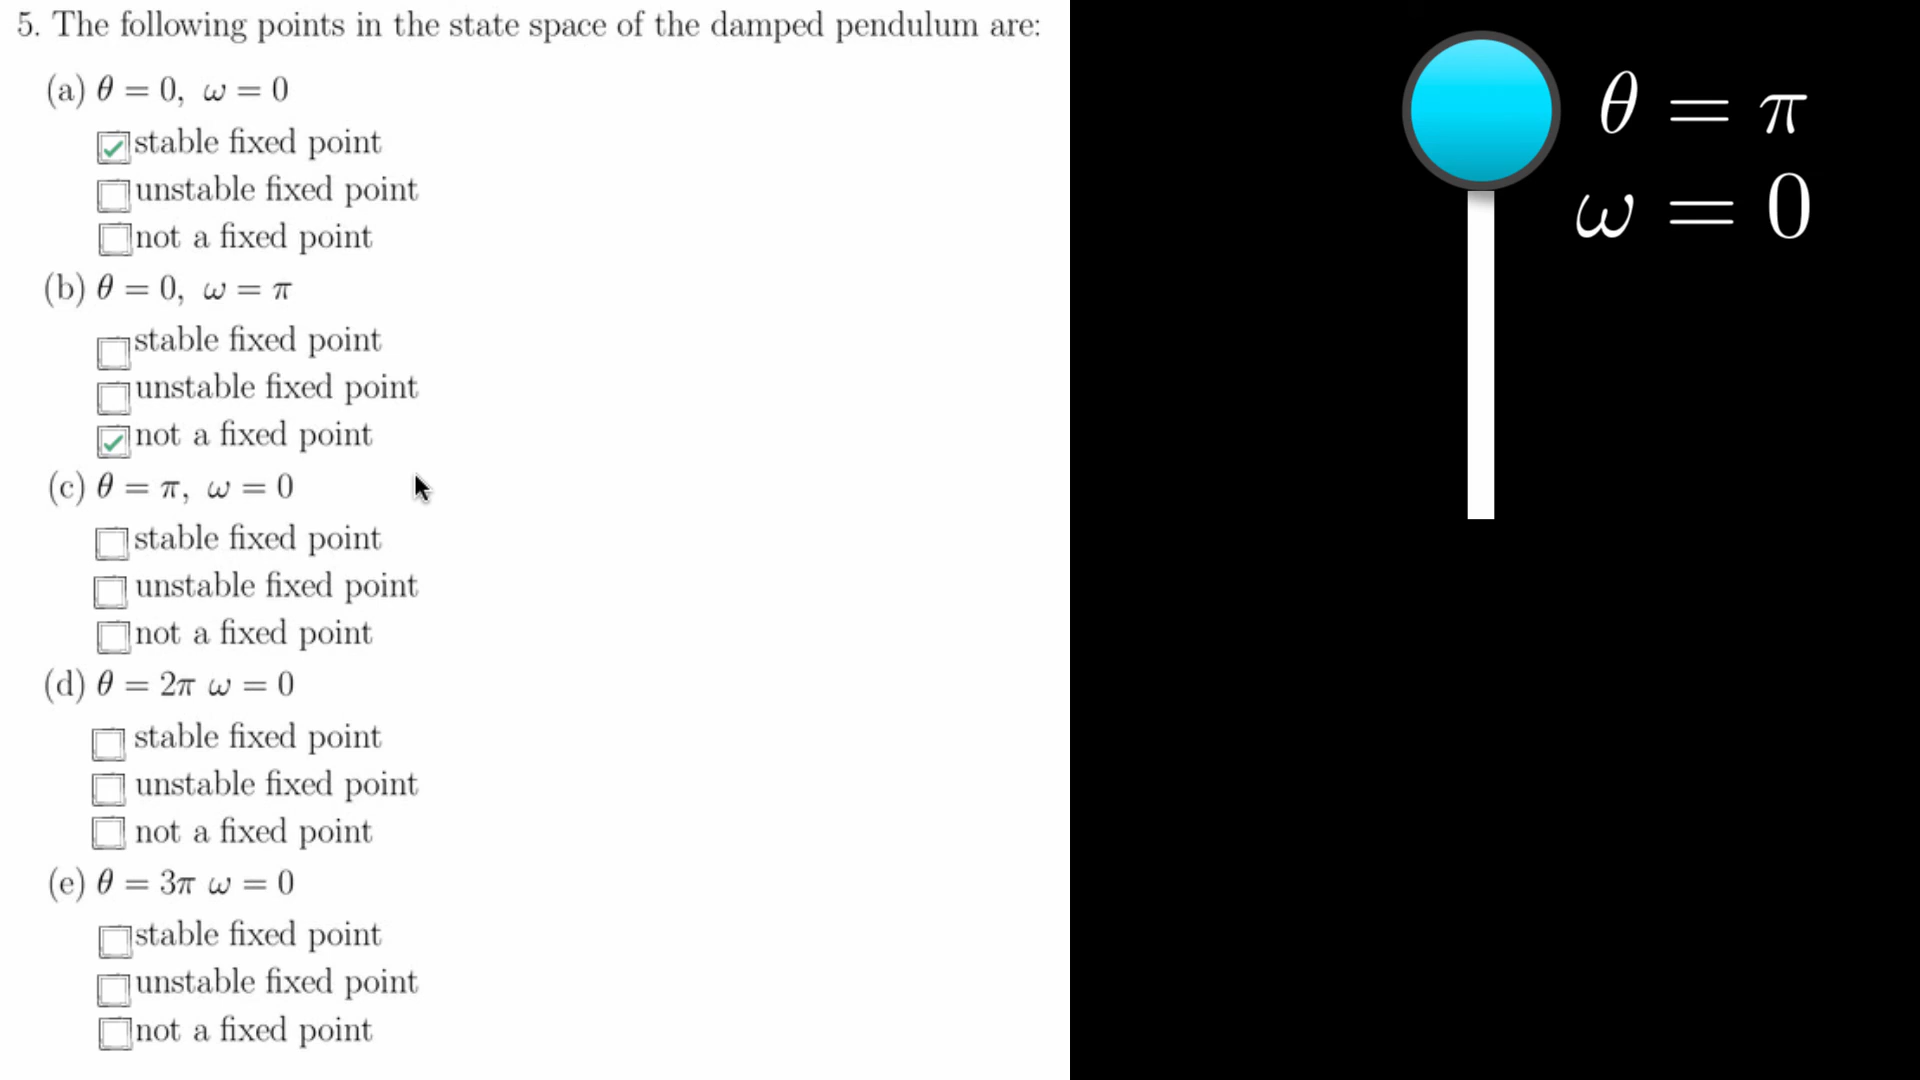 5. The following points in the state space of the damped pendulum are:
(a) θ = 0, ω = 0
stable fixed point
unstable fixed point
not a fixed point
(b) θ = 0, ω = π
stable fixed point
unstable fixed point
not a fixed point
(c) θ = π, ω = 0
stable fixed point
unstable fixed point
not a fixed point
(d) θ = 2π ω = 0
stable fixed point
unstable fixed point
not a fixed point
(e) θ = 3π ω = 0
stable fixed point
unstable fixed point
not a fixed point
θ = π
ω = 0